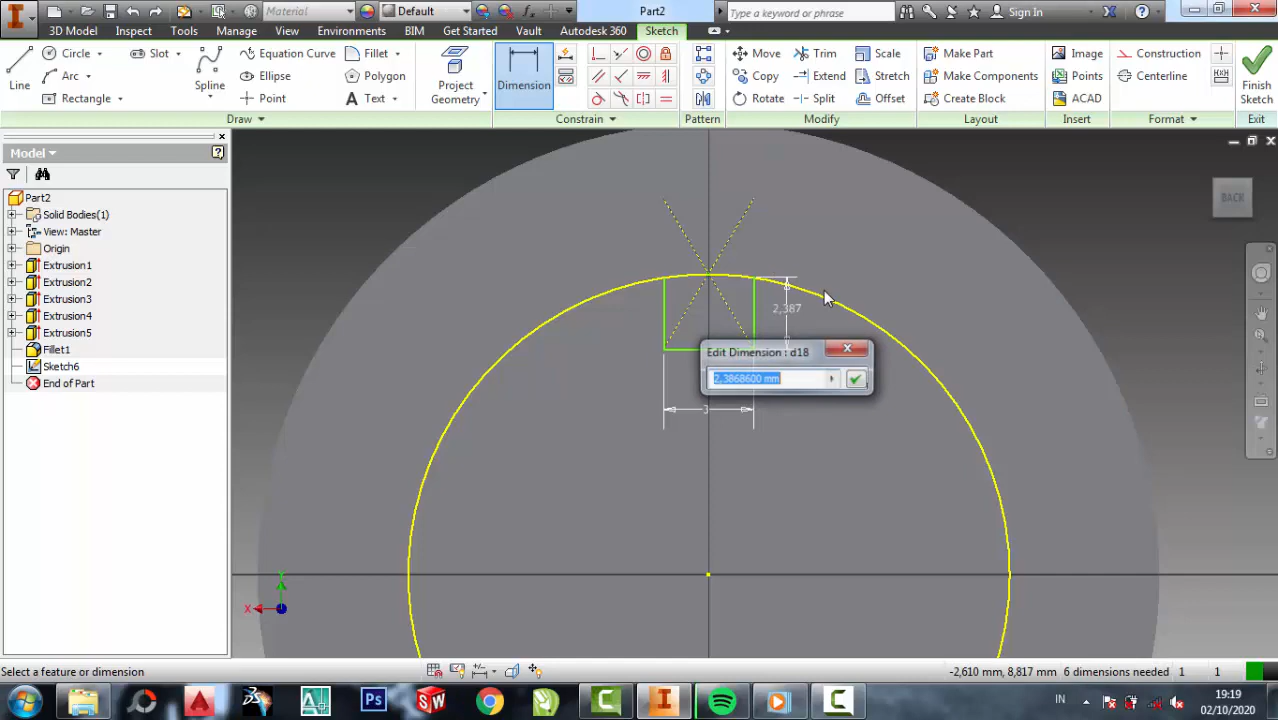 Material
Default
Part2
Type a keyword or phrase
Sign In
3D Model
Inspect
Tools
Manage
View
Environments
BIM
Get Started
Vault
Autodesk 360
Sketch
Line
Circle
Arc
Rectangle
Slot
Spline
Equation Curve
Ellipse
Point
Fillet
Polygon
Text
Project
Geometry
Dimension
Move
Copy
Rotate
Trim
Extend
Split
Scale
Stretch
Offset
Make Part
Make Components
Create Block
Image
Points
ACAD
Construction
Centerline
Finish
Sketch
Draw
Constrain
Pattern
Modify
Layout
Insert
Format
Exit
Model
Part2
Solid Bodies(1)
View: Master
Origin
Extrusion1
Extrusion2
Extrusion3
Extrusion4
Extrusion5
Fillet1
Sketch6
End of Part
BACK
2,387
Edit Dimension : d18
2,3868600 mm
3
Y
X
Select a feature or dimension
-2,610 mm, 8,817 mm 6 dimensions needed 1 1
IN
19:19
02/10/2020